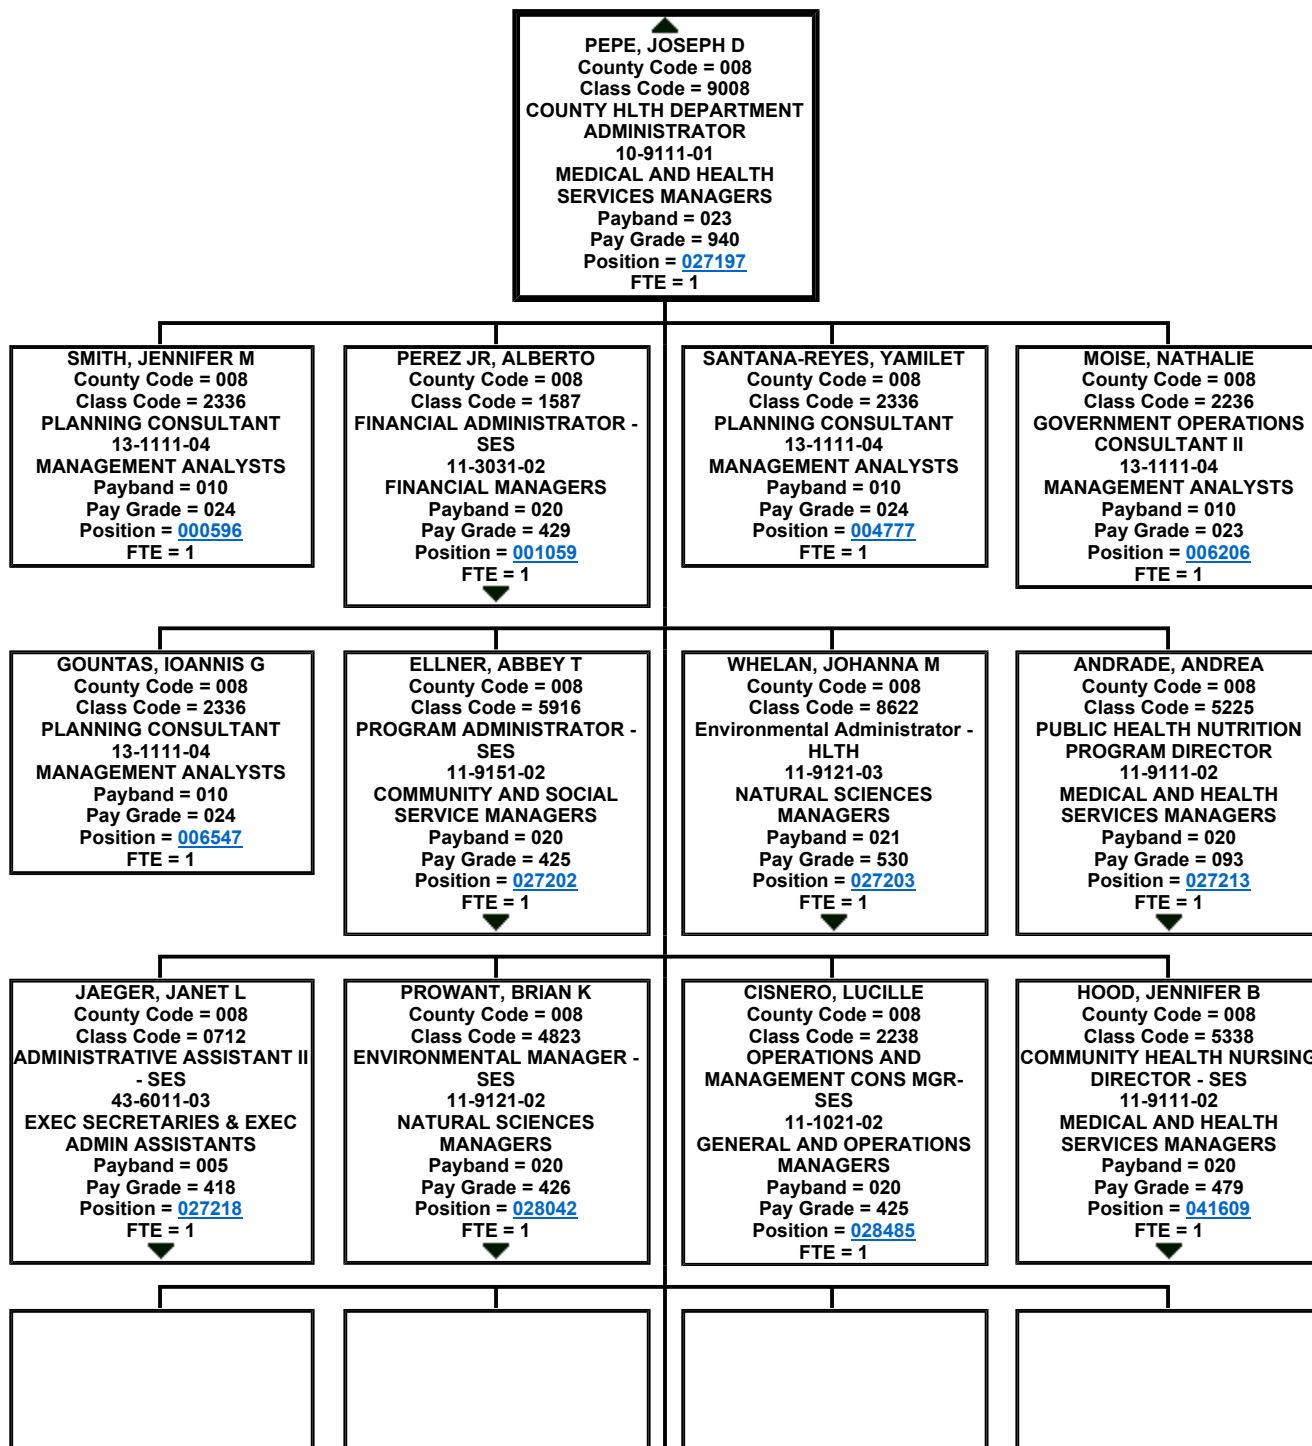 PEPE, JOSEPH D
County Code = 008
Class Code = 9008
COUNTY HLTH DEPARTMENT
ADMINISTRATOR
10-9111-01
MEDICAL AND HEALTH
SERVICES MANAGERS
Payband = 023
Pay Grade = 940
Position = 027197
FTE = 1
SMITH, JENNIFER M
County Code = 008
Class Code = 2336
PLANNING CONSULTANT
13-1111-04
MANAGEMENT ANALYSTS
Payband = 010
Pay Grade = 024
Position = 000596
FTE = 1
PEREZ JR, ALBERTO
County Code = 008
Class Code = 1587
FINANCIAL ADMINISTRATOR -
SES
11-3031-02
FINANCIAL MANAGERS
Payband = 020
Pay Grade = 429
Position = 001059
FTE = 1
SANTANA-REYES, YAMILET
County Code = 008
Class Code = 2336
PLANNING CONSULTANT
13-1111-04
MANAGEMENT ANALYSTS
Payband = 010
Pay Grade = 024
Position = 004777
FTE = 1
MOISE, NATHALIE
County Code = 008
Class Code = 2236
GOVERNMENT OPERATIONS
CONSULTANT II
13-1111-04
MANAGEMENT ANALYSTS
Payband = 010
Pay Grade = 023
Position = 006206
FTE = 1
GOUNTAS, IOANNIS G
County Code = 008
Class Code = 2336
PLANNING CONSULTANT
13-1111-04
MANAGEMENT ANALYSTS
Payband = 010
Pay Grade = 024
Position = 006547
FTE = 1
ELLNER, ABBEY T
County Code = 008
Class Code = 5916
PROGRAM ADMINISTRATOR -
SES
11-9151-02
COMMUNITY AND SOCIAL
SERVICE MANAGERS
Payband = 020
Pay Grade = 425
Position = 027202
FTE = 1
WHELAN, JOHANNA M
County Code = 008
Class Code = 8622
Environmental Administrator -
HLTH
11-9121-03
NATURAL SCIENCES
MANAGERS
Payband = 021
Pay Grade = 530
Position = 027203
FTE = 1
ANDRADE, ANDREA
County Code = 008
Class Code = 5225
PUBLIC HEALTH NUTRITION
PROGRAM DIRECTOR
11-9111-02
MEDICAL AND HEALTH
SERVICES MANAGERS
Payband = 020
Pay Grade = 093
Position = 027213
FTE = 1
JAEGER, JANET L
County Code = 008
Class Code = 0712
ADMINISTRATIVE ASSISTANT II
- SES
43-6011-03
EXEC SECRETARIES & EXEC
ADMIN ASSISTANTS
Payband = 005
Pay Grade = 418
Position = 027218
FTE = 1
PROWANT, BRIAN K
County Code = 008
Class Code = 4823
ENVIRONMENTAL MANAGER -
SES
11-9121-02
NATURAL SCIENCES
MANAGERS
Payband = 020
Pay Grade = 426
Position = 028042
FTE = 1
CISNERO, LUCILLE
County Code = 008
Class Code = 2238
OPERATIONS AND
MANAGEMENT CONS MGR-
SES
11-1021-02
GENERAL AND OPERATIONS
MANAGERS
Payband = 020
Pay Grade = 425
Position = 028485
FTE = 1
HOOD, JENNIFER B
County Code = 008
Class Code = 5338
COMMUNITY HEALTH NURSING
DIRECTOR - SES
11-9111-02
MEDICAL AND HEALTH
SERVICES MANAGERS
Payband = 020
Pay Grade = 479
Position = 041609
FTE = 1